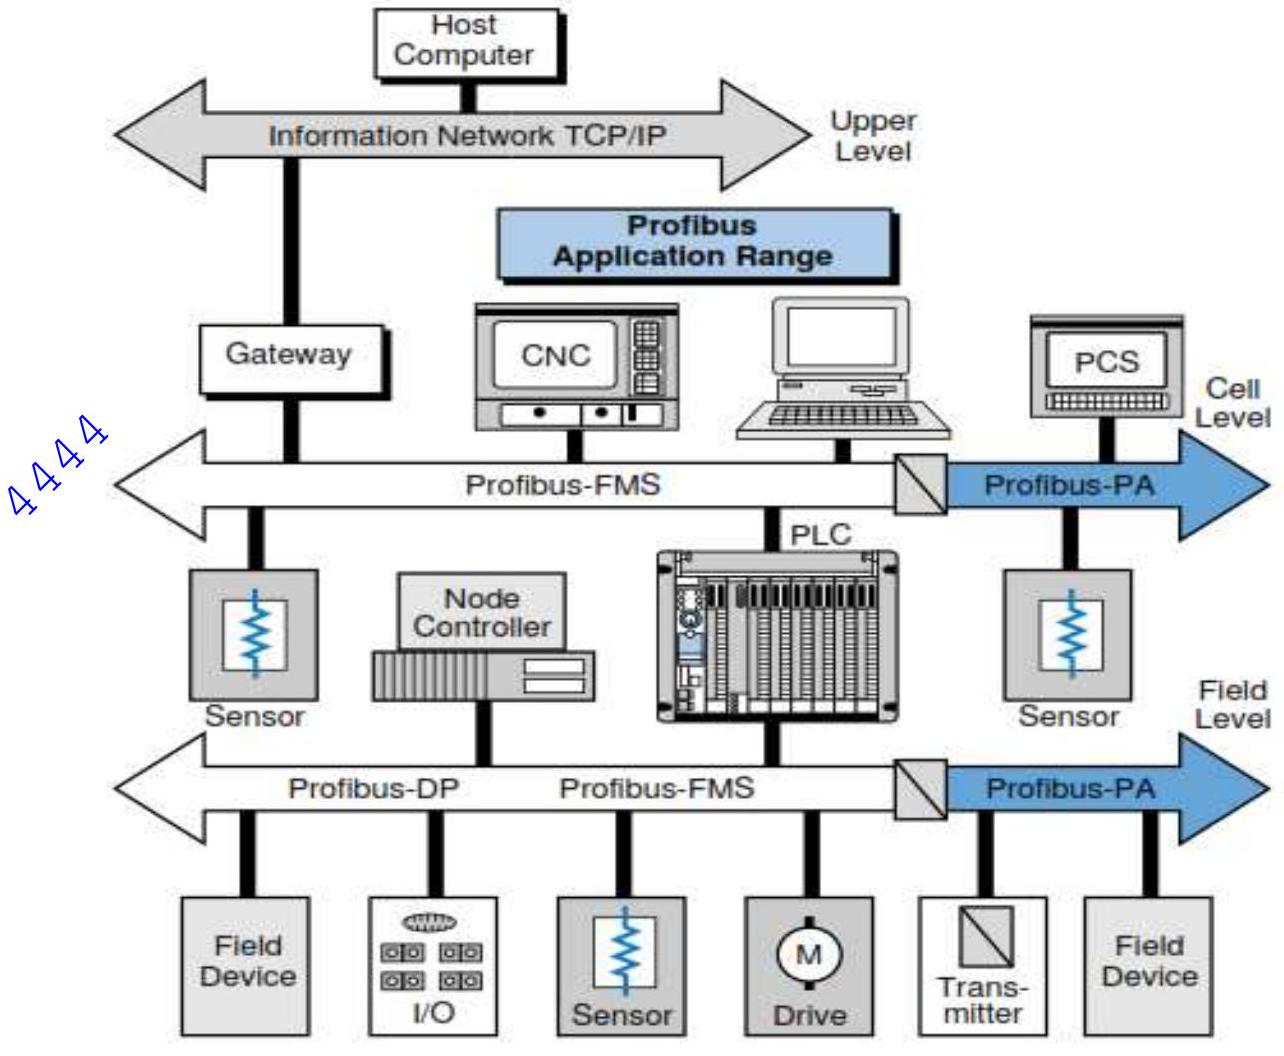 Host
Computer
Information Network TCP/IP
Upper
Level
Profibus
Application Range
Gateway
CNC
PCS
Cell
Level
4444
Profibus-FMS
Profibus-PA
PLC
Node
Controller
Sensor
Sensor
Field
Level
Profibus-DP
Profibus-FMS
Profibus-PA
Field
Device
I/O
Sensor
M
Drive
Trans-
mitter
Field
Device